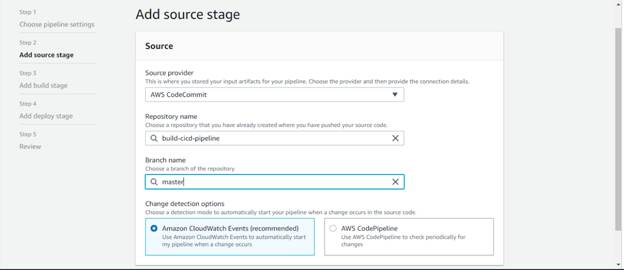 Step 1
Choose pipeline settings
Step 2
Add source stage
Step 3
Add build stage
Step 4
Add deploy stage
Step 5
Review
Add source stage
Source
Source provider
This is where you stored your input artifacts for your pipeline. Choose the provider and then provide the connection details.
AWS CodeCommit
Repository name
Choose a repository that you have already created where you have pushed your source code.
build-cicd-pipeline
Branch name
Choose a branch of the repository
master
Change detection options
Choose a detection mode to automatically start your pipeline when a change occurs in the source code.
Amazon CloudWatch Events (recommended)
Use Amazon CloudWatch Events to automatically start
my pipeline when a change occurs
AWS CodePipeline
Use AWS CodePipeline to check periodically for
changes